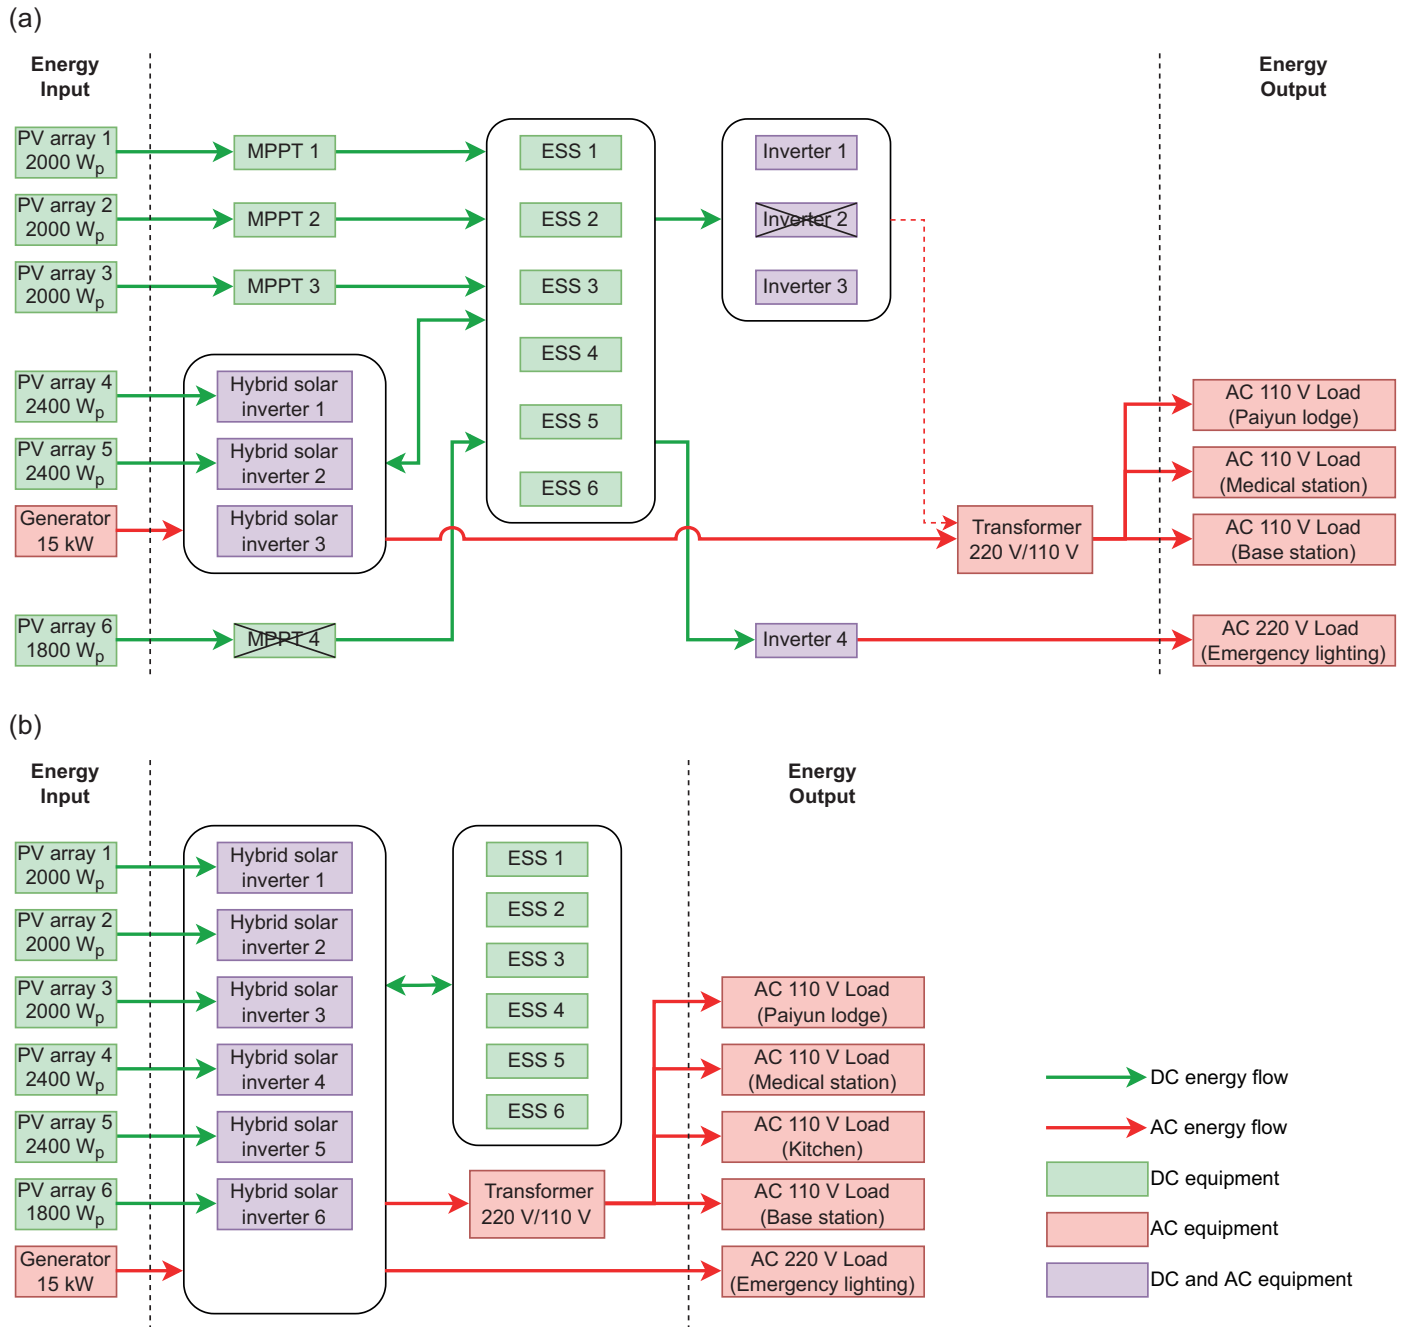 (a)
Energy
Input
Energy
Output
PV array 1
2000 Wp
MPPT 1
ESS 1
Inverter 1
PV array 2
2000 Wp
MPPT 2
ESS 2
Inverter 2
PV array 3
2000 Wp
MPPT 3
ESS 3
Inverter 3
ESS 4
PV array 4
2400 Wp
Hybrid solar
inverter 1
AC 110 V Load
(Paiyun lodge)
ESS 5
PV array 5
2400 Wp
Hybrid solar
inverter 2
AC 110 V Load
(Medical station)
ESS 6
Generator
15 kW
Hybrid solar
inverter 3
Transformer
220 V/110 V
AC 110 V Load
(Base station)
PV array 6
1800 Wp
MPPT 4
Inverter 4
AC 220 V Load
(Emergency lighting)
(b)
Energy
Input
Energy
Output
PV array 1
2000 Wp
Hybrid solar
inverter 1
ESS 1
PV array 2
2000 Wp
Hybrid solar
inverter 2
ESS 2
ESS 3
PV array 3
2000 Wp
Hybrid solar
inverter 3
ESS 4
AC 110 V Load
(Paiyun lodge)
PV array 4
2400 Wp
Hybrid solar
inverter 4
ESS 5
AC 110 V Load
(Medical station)
PV array 5
2400 Wp
Hybrid solar
inverter 5
ESS 6
AC 110 V Load
(Kitchen)
PV array 6
1800 Wp
Hybrid solar
inverter 6
Transformer
220 V/110 V
AC 110 V Load
(Base station)
Generator
15 kW
AC 220 V Load
(Emergency lighting)
DC energy flow
AC energy flow
DC equipment
AC equipment
DC and AC equipment